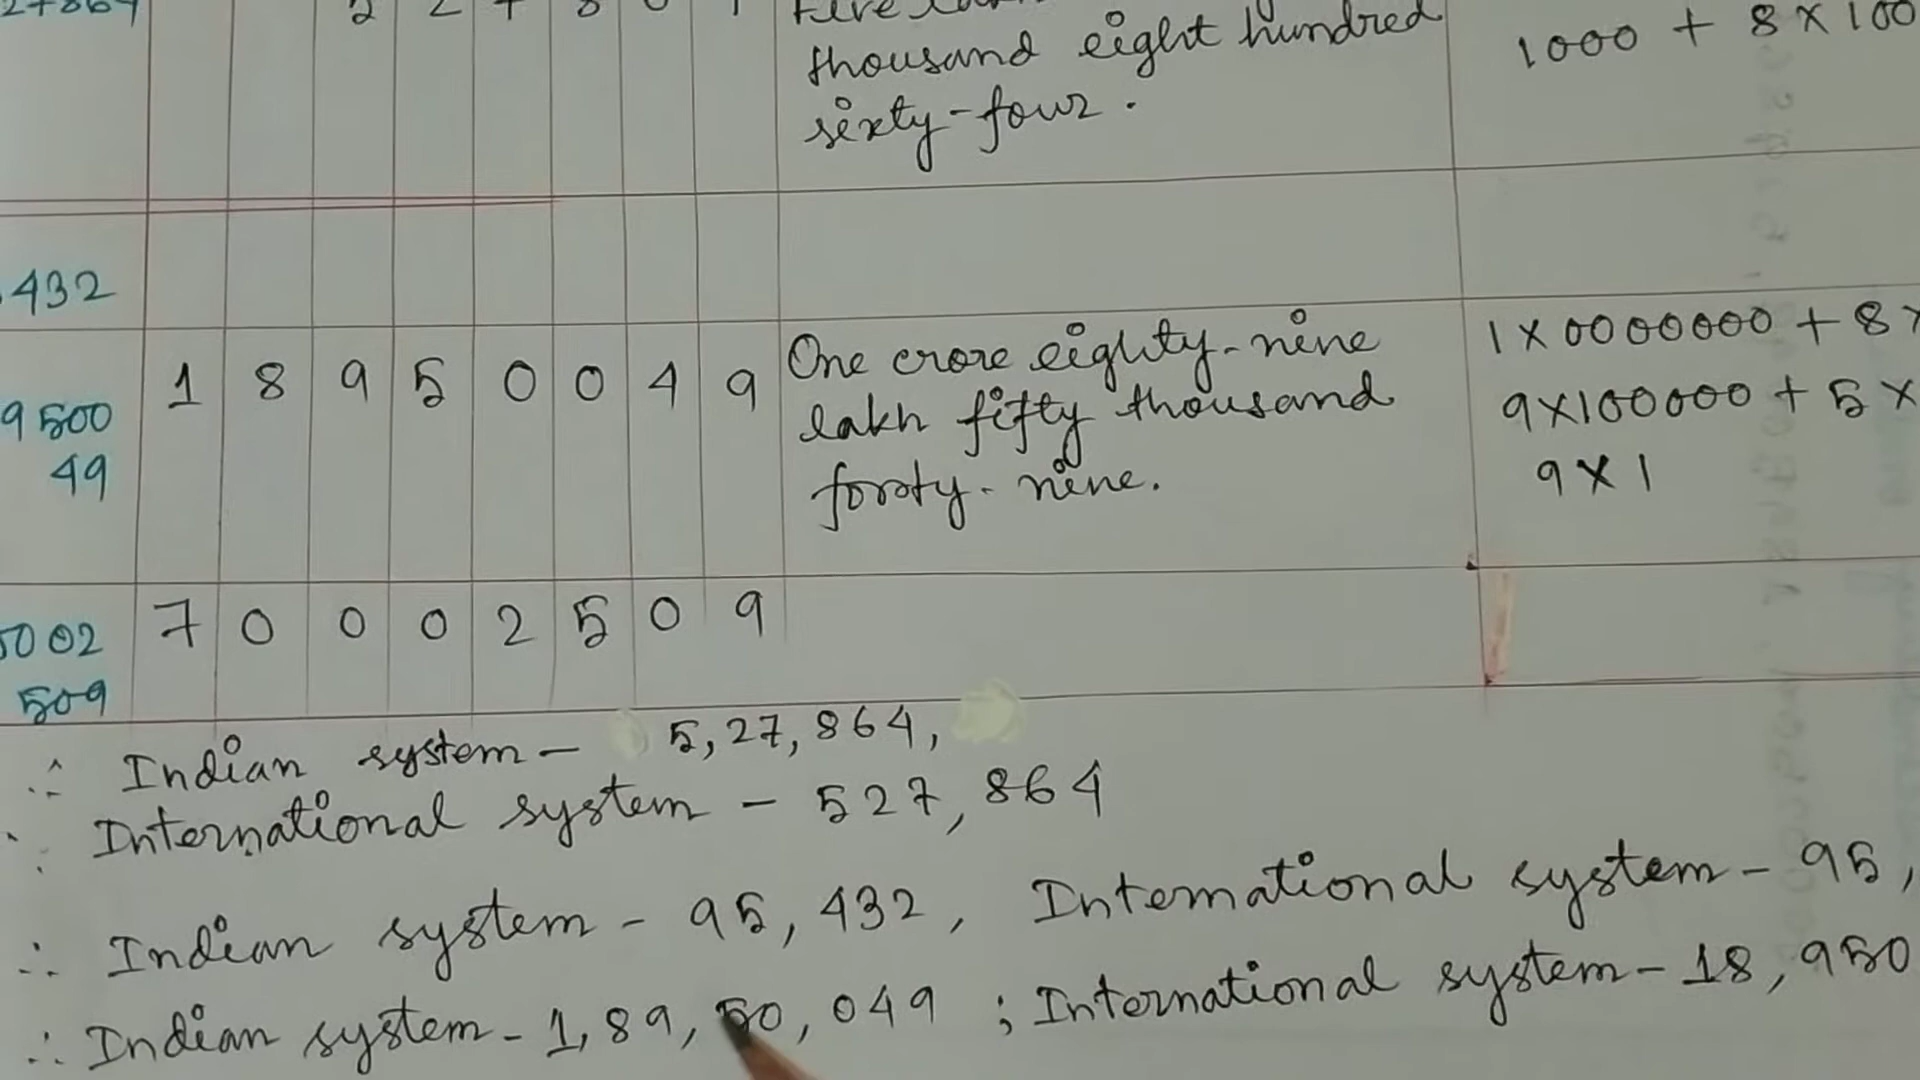 thousand eight hundred
1000 + 8 X 100
sixty-four.
432
1 8 9 5 0 0 4 9
One crore eighty-nine
lakh fifty thousand
forty-nine.
1 X 0000000 + 8 X
9 X 100000 + 5 X
9 X 1
9 500
49
7 0 0 0 2 5 0 9
5002
509
∴ Indian system - 5,27,864,
∴ International system - 527,864
∴ Indian system - 95,432, International system - 95,
∴ Indian system - 1,89,50,049 ; International system - 18,950